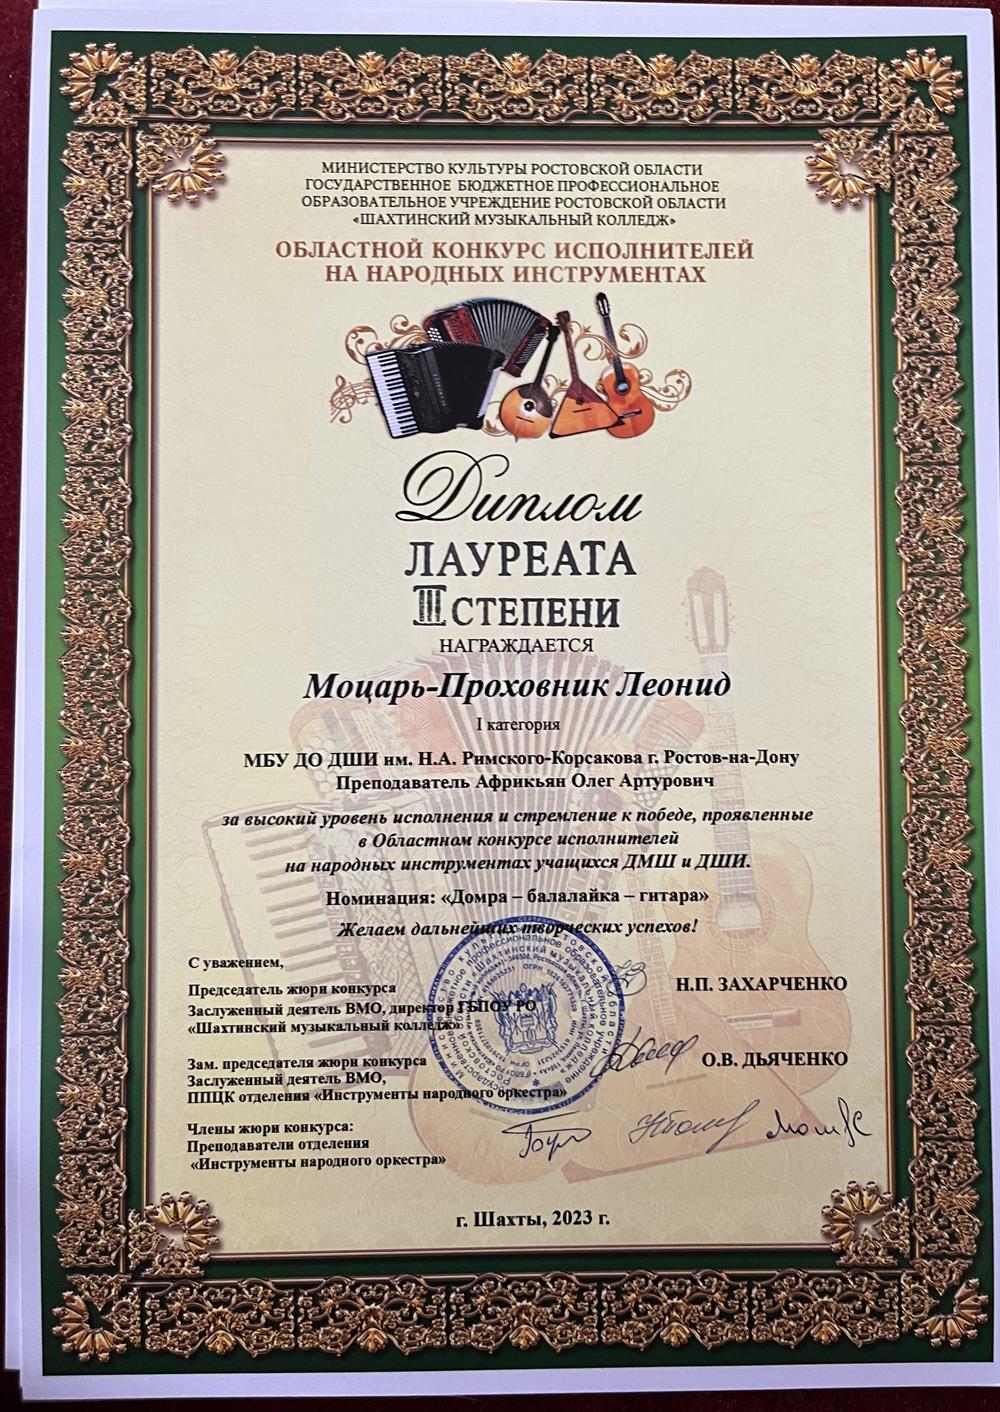 МИНИСТЕРСТВО КУЛЬТУРЫ РОСТОВСКОЙ ОБЛАСТИ
ГОСУДАРСТВЕННОЕ БЮДЖЕТНОЕ ПРОФЕССИОНАЛЬНОЕ
ОБРАЗОВАТЕЛЬНОЕ УЧРЕЖДЕНИЕ РОСТОВСКОЙ ОБЛАСТИ
«ШАХТИНСКИЙ МУЗЫКАЛЬНЫЙ КОЛЛЕДЖ»
ОБЛАСТНОЙ КОНКУРС ИСПОЛНИТЕЛЕЙ
НА НАРОДНЫХ ИНСТРУМЕНТАХ
Диплом
ЛАУРЕАТА
III СТЕПЕНИ
НАГРАЖДАЕТСЯ
Моцарь-Проховник Леонид
I категория
МБУ ДО ДШИ им. Н.А. Римского-Корсакова г. Ростов-на-Дону
Преподаватель Африкьян Олег Артурович
за высокий уровень исполнения и стремление к победе, проявленные
в Областном конкурсе исполнителей
на народных инструментах учащихся ДМШ и ДШИ.
Номинация: «Домра – балалайка – гитара»
Желаем дальнейших творческих успехов!
С уважением,
Председатель жюри конкурса Н.П. ЗАХАРЧЕНКО
Заслуженный деятель ВМО, директор ГБПОУ РО
«Шахтинский музыкальный колледж»
Зам. председателя жюри конкурса О.В. ДЬЯЧЕНКО
Заслуженный деятель ВМО,
ППЦК отделения «Инструменты народного оркестра»
Члены жюри конкурса:
Преподаватели отделения
«Инструменты народного оркестра»
г. Шахты, 2023 г.